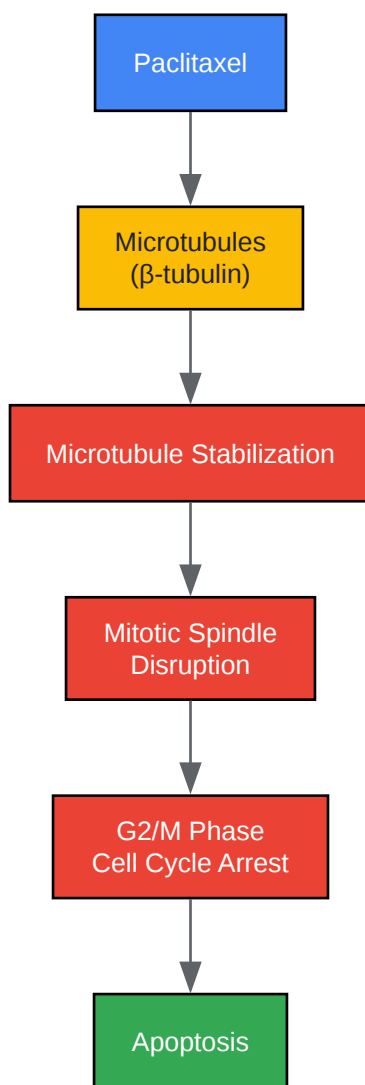 Paclitaxel
Microtubules
(β-tubulin)
Microtubule Stabilization
Mitotic Spindle
Disruption
G2/M Phase
Cell Cycle Arrest
Apoptosis